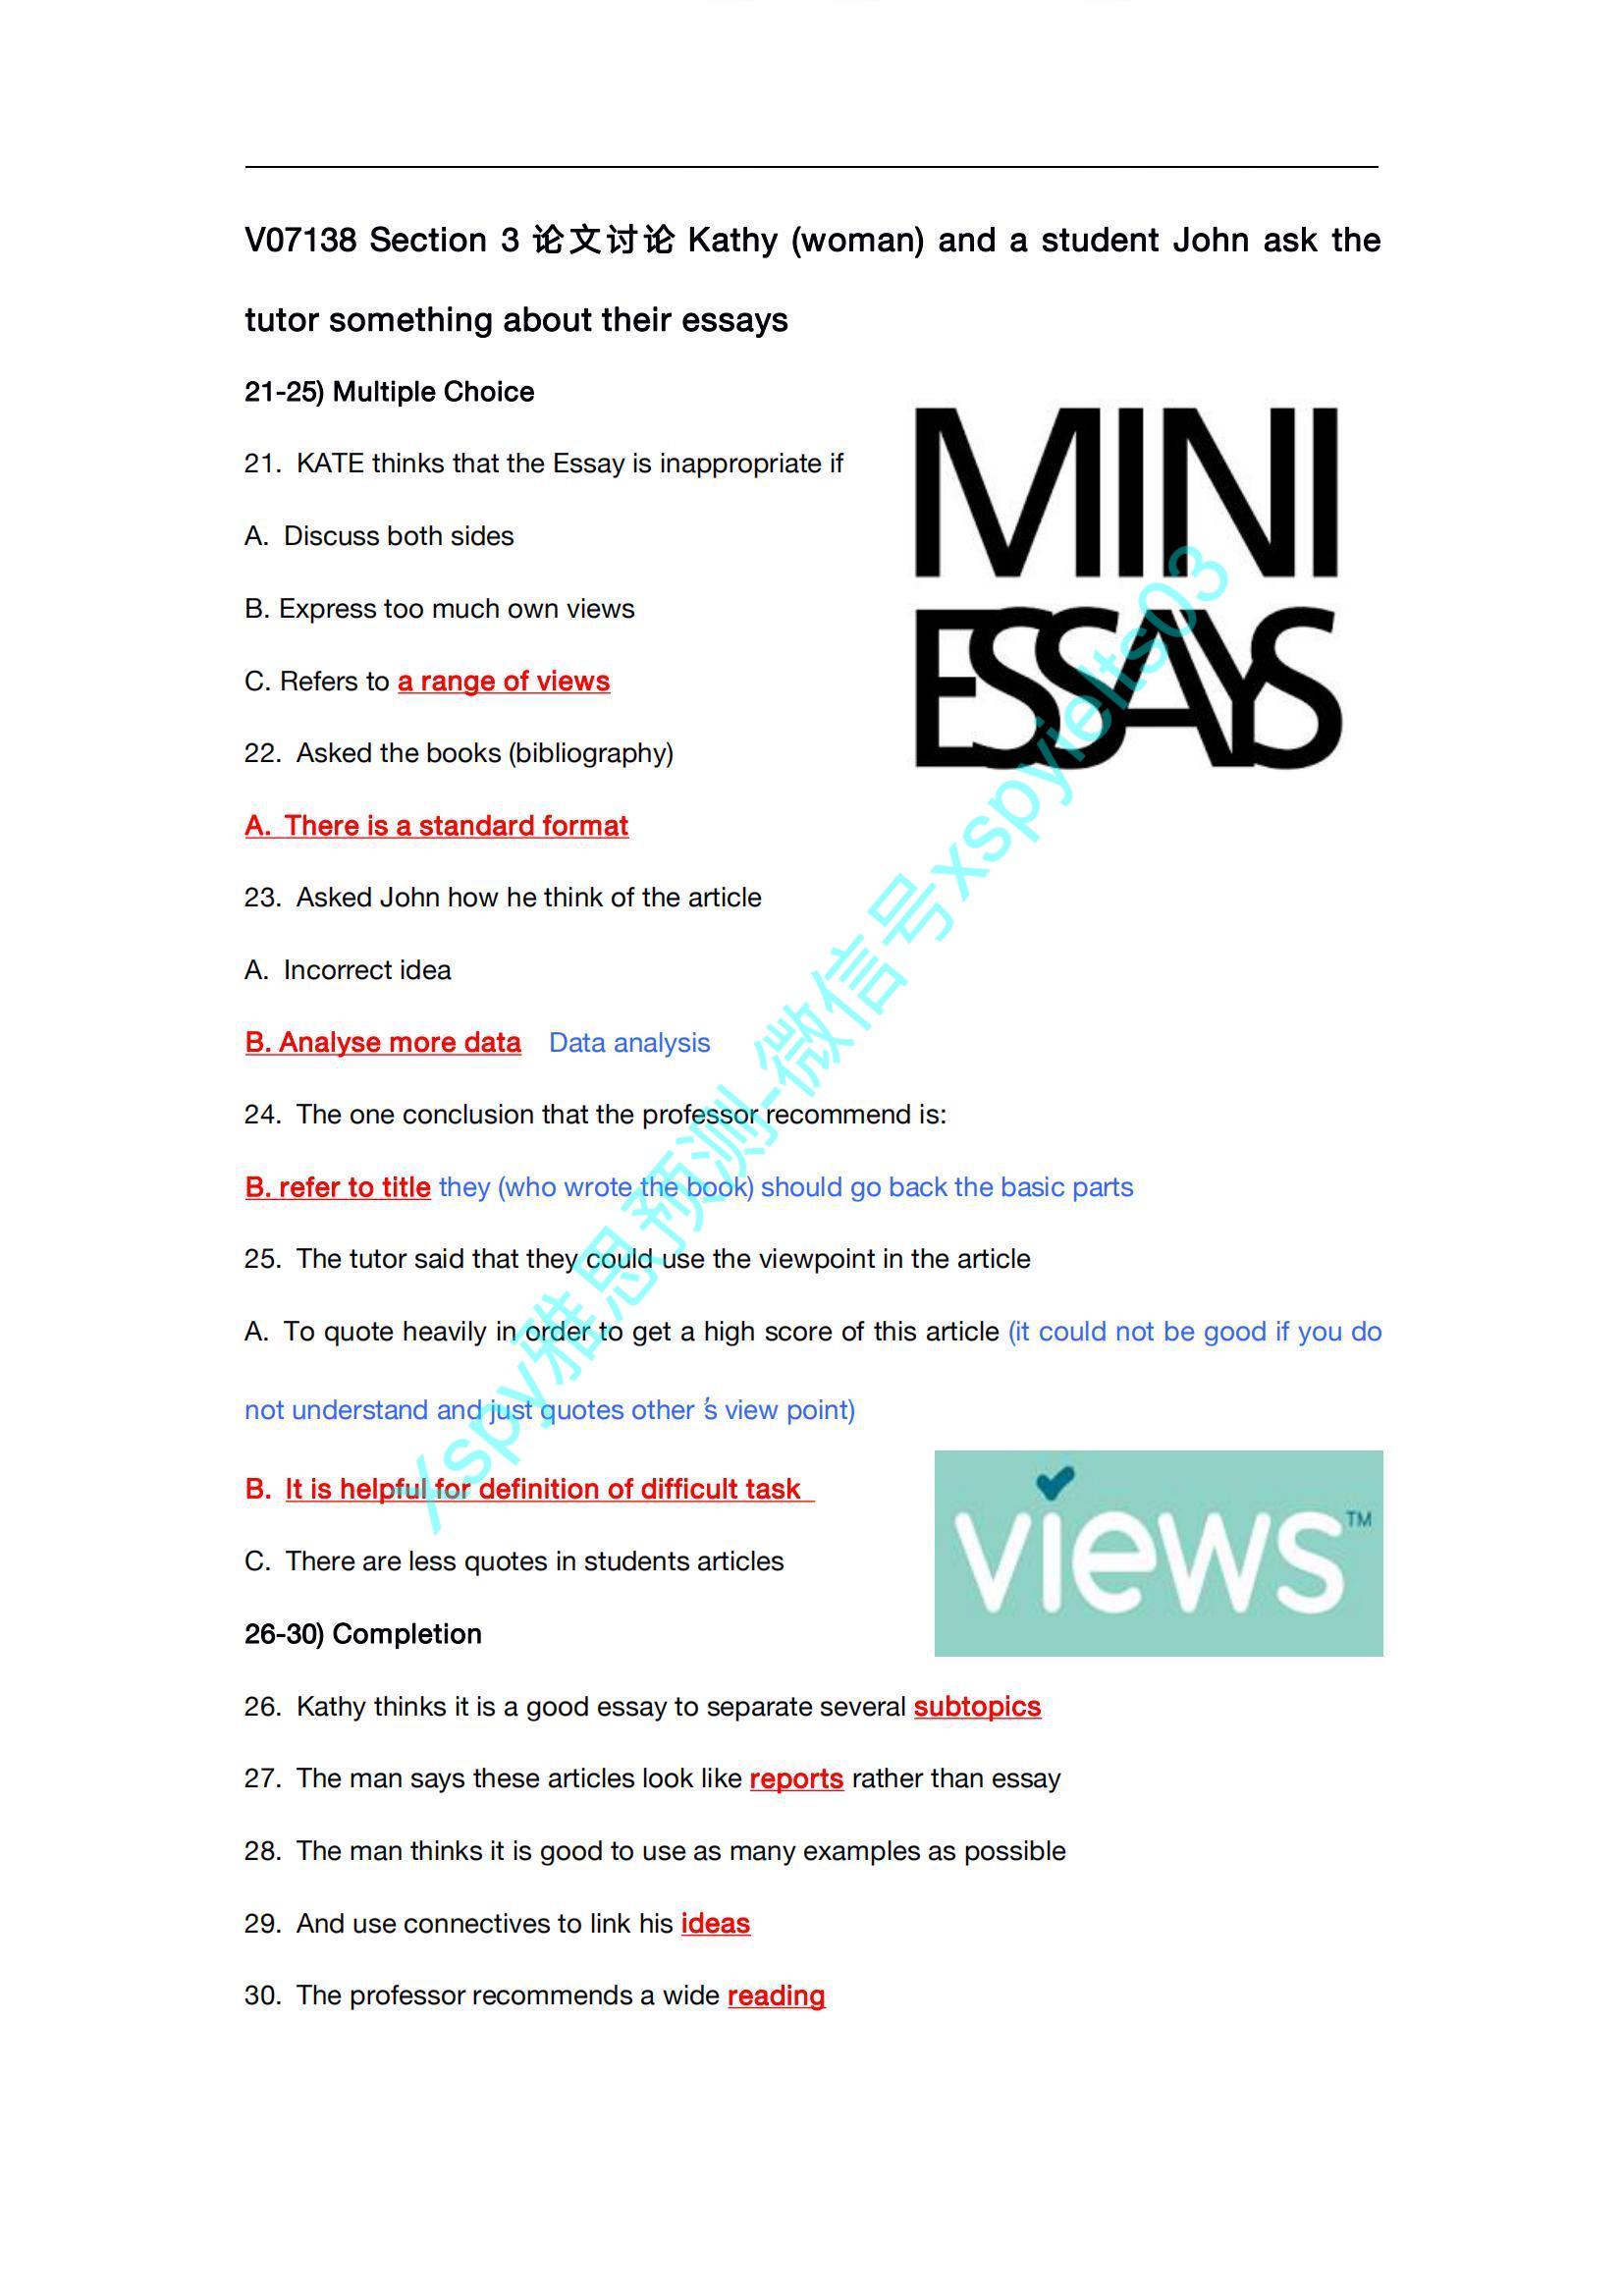 V07138 Section 3 论文讨论 Kathy (woman) and a student John ask the
tutor something about their essays
21-25) Multiple Choice
MINI
ESSAYS
21. KATE thinks that the Essay is inappropriate if
A. Discuss both sides
B. Express too much own views
C. Refers to a range of views
22. Asked the books (bibliography)
A. There is a standard format
23. Asked John how he think of the article
A. Incorrect idea
B. Analyse more data Data analysis
24. The one conclusion that the professor recommend is:
B. refer to title they (who wrote the book) should go back the basic parts
25. The tutor said that they could use the viewpoint in the article
A. To quote heavily in order to get a high score of this article (it could not be good if you do
not understand and just quotes other 's view point)
B. It is helpful for definition of difficult task
C. There are less quotes in students articles
views™
26-30) Completion
26. Kathy thinks it is a good essay to separate several subtopics
27. The man says these articles look like reports rather than essay
28. The man thinks it is good to use as many examples as possible
29. And use connectives to link his ideas
30. The professor recommends a wide reading
Xspy雅思预测-微信号xspyielts03